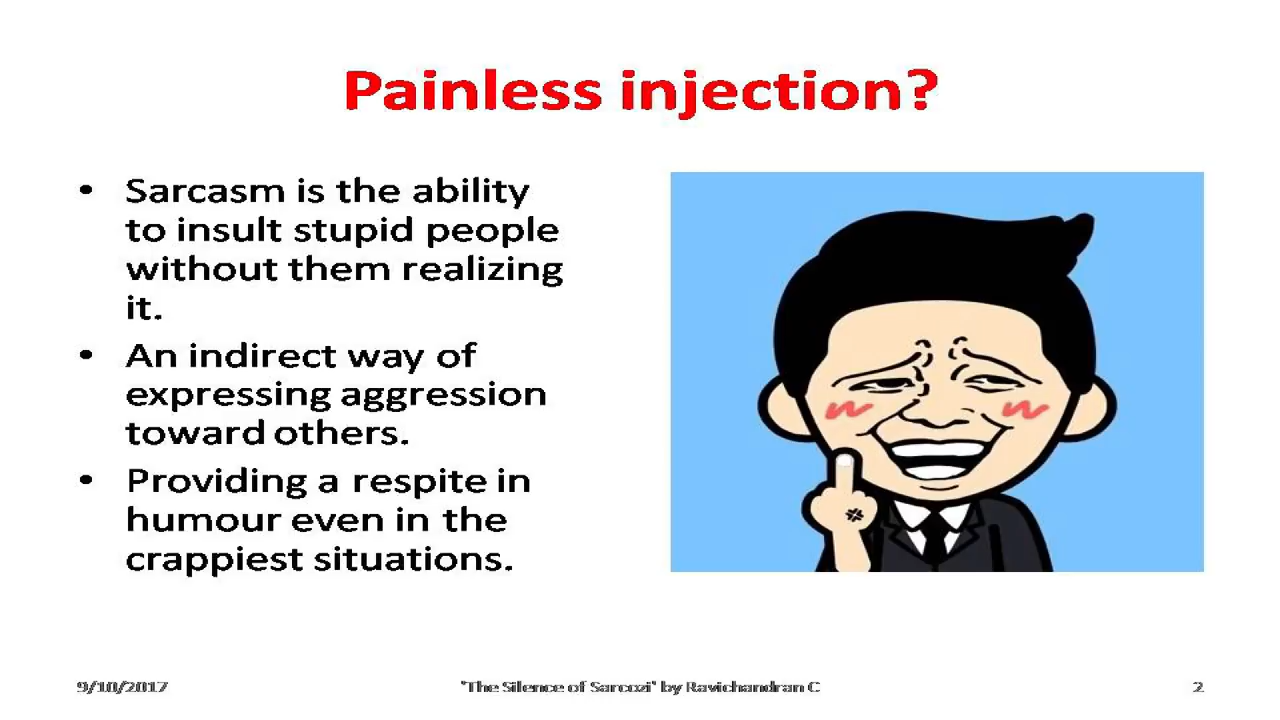 Painless injection?
• Sarcasm is the ability
to insult stupid people
without them realizing
it.
• An indirect way of
expressing aggression
toward others.
• Providing a respite in
humour even in the
crappiest situations.
9/10/2017
'The Silence of Sarcozi' by Ravichandran C
2